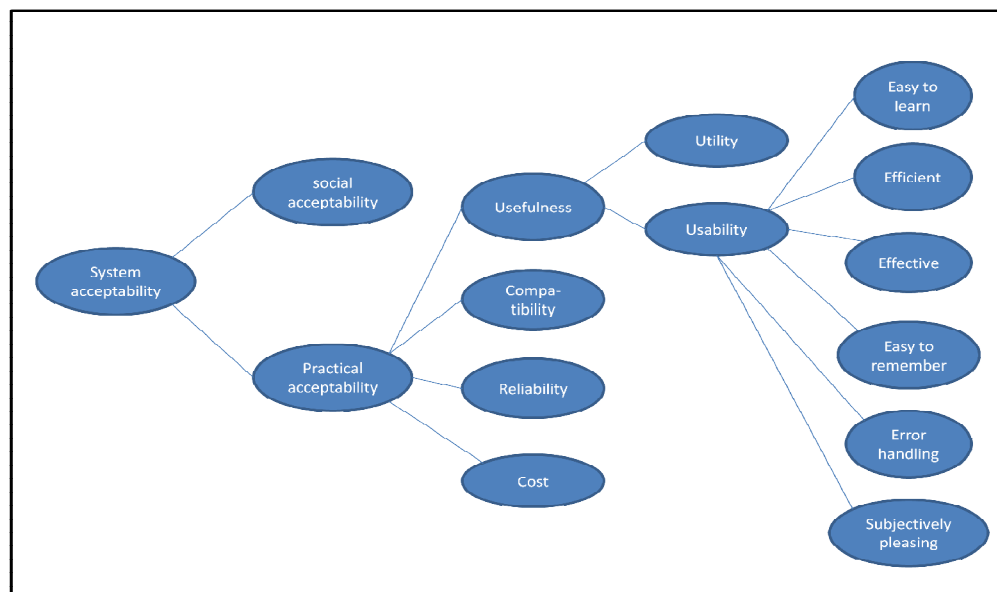 System
acceptability
social
acceptability
Practical
acceptability
Usefulness
Compa-
tibility
Reliability
Cost
Utility
Usability
Easy to
learn
Efficient
Effective
Easy to
remember
Error
handling
Subjectively
pleasing